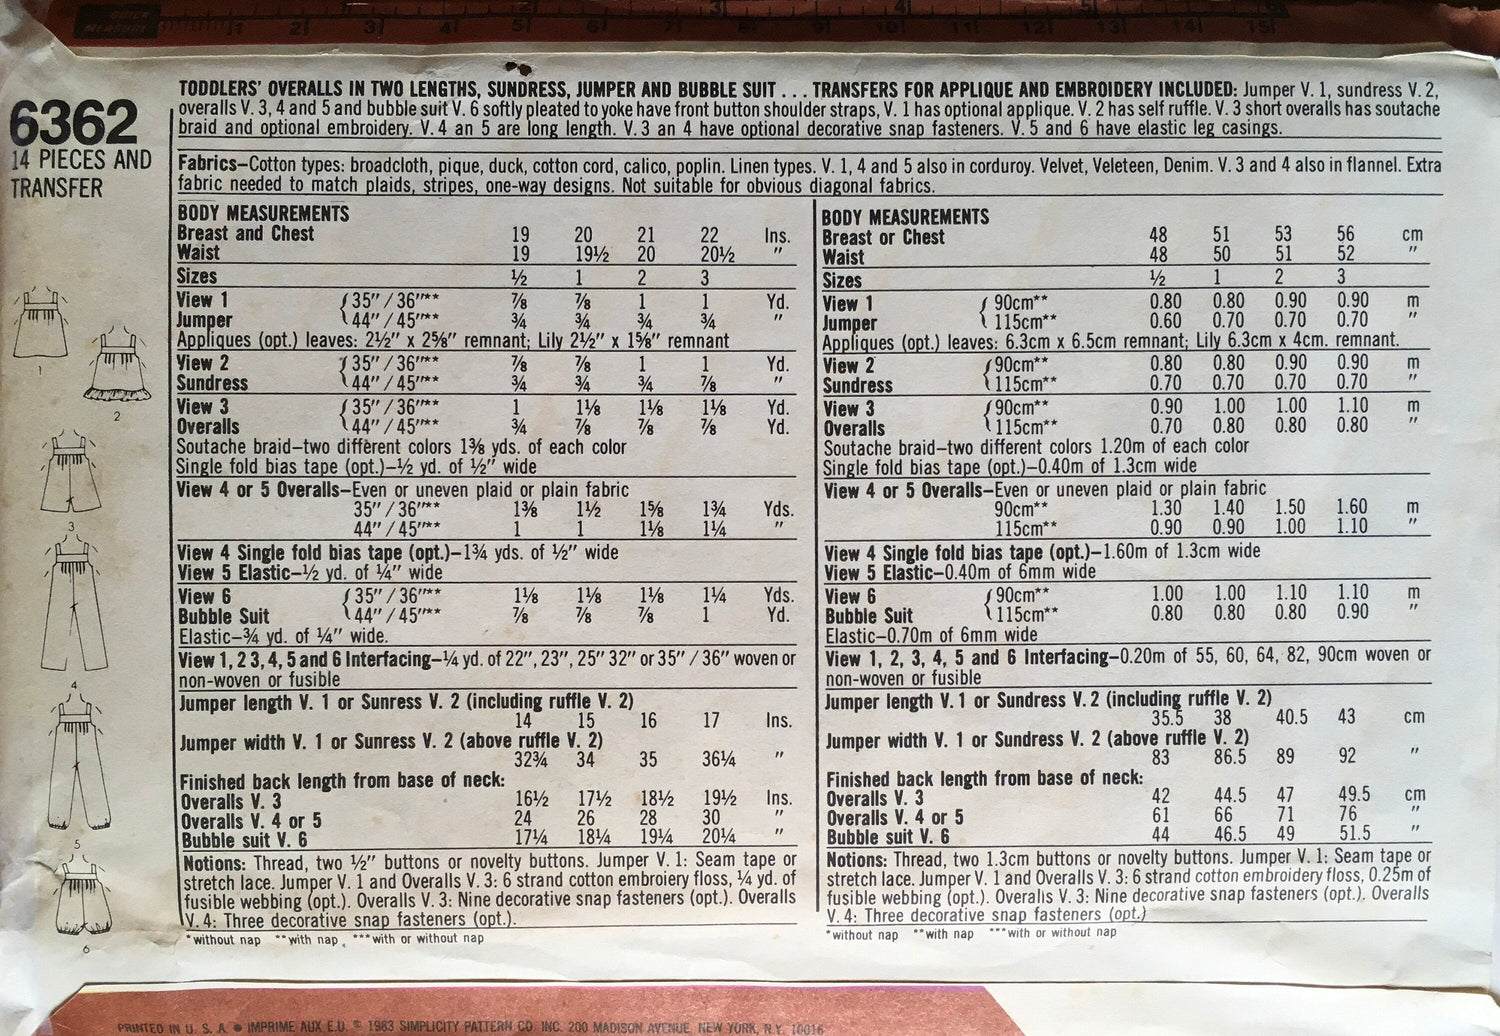 QUICK MEASURE 1 2 3 4 5 6 7 8 9 10 11 12 13 14 15
6362
14 PIECES AND
TRANSFER
1
2
3
4
5
6
TODDLERS' OVERALLS IN TWO LENGTHS, SUNDRESS, JUMPER AND BUBBLE SUIT . . . TRANSFERS FOR APPLIQUE AND EMBROIDERY INCLUDED: Jumper V. 1, sundress V. 2,
overalls V. 3, 4 and 5 and bubble suit V. 6 softly pleated to yoke have front button shoulder straps, V. 1 has optional applique. V. 2 has self ruffle. V. 3 short overalls has soutache
braid and optional embroidery. V. 4 an 5 are long length. V. 3 an 4 have optional decorative snap fasteners. V. 5 and 6 have elastic leg casings.
Fabrics–Cotton types: broadcloth, pique, duck, cotton cord, calico, poplin. Linen types. V. 1, 4 and 5 also in corduroy. Velvet, Veleteen, Denim. V. 3 and 4 also in flannel. Extra
fabric needed to match plaids, stripes, one-way designs. Not suitable for obvious diagonal fabrics.
BODY MEASUREMENTS
Breast and Chest 19 20 21 22 Ins.
Waist 19 19½ 20 20½ "
Sizes ½ 1 2 3
View 1 35" / 36"** ⅞ ⅞ 1 1 Yd.
Jumper 44" / 45"** ¾ ¾ ¾ ¾ "
Appliques (opt.) leaves: 2½" x 2⅝" remnant; Lily 2½" x 1⅝" remnant
View 2 35" / 36"** ⅞ ⅞ 1 1 Yd.
Sundress 44" / 45"** ¾ ¾ ¾ ⅞ "
View 3 35" / 36"** 1 1⅛ 1⅛ 1⅛ Yd.
Overalls 44" / 45"** ¾ ⅞ ⅞ ⅞ Yd.
Soutache braid–two different colors 1⅜ yds. of each color
Single fold bias tape (opt.)–½ yd. of ½" wide
View 4 or 5 Overalls–Even or uneven plaid or plain fabric
35" / 36"** 1⅜ 1½ 1⅝ 1¾ Yds.
44" / 45"** 1 1 1⅛ 1¼ "
View 4 Single fold bias tape (opt.)–1¾ yds. of ½" wide
View 5 Elastic–½ yd. of ¼" wide
View 6 35" / 36"** 1⅛ 1⅛ 1⅛ 1¼ Yds.
Bubble Suit 44" / 45"** ⅞ ⅞ ⅞ 1 Yd.
Elastic–¾ yd. of ¼" wide.
View 1, 2 3, 4, 5 and 6 Interfacing–¼ yd. of 22", 23", 25" 32" or 35" / 36" woven or
non-woven or fusible
Jumper length V. 1 or Sunress V. 2 (including ruffle V. 2)
14 15 16 17 Ins.
Jumper width V. 1 or Sunress V. 2 (above ruffle V. 2)
32¾ 34 35 36¼ "
Finished back length from base of neck:
Overalls V. 3 16½ 17½ 18½ 19½ Ins.
Overalls V. 4 or 5 24 26 28 30 "
Bubble suit V. 6 17¼ 18¼ 19¼ 20¼ "
Notions: Thread, two ½" buttons or novelty buttons. Jumper V. 1: Seam tape or
stretch lace. Jumper V. 1 and Overalls V. 3: 6 strand cotton embroiery floss, ¼ yd. of
fusible webbing (opt.). Overalls V. 3: Nine decorative snap fasteners (opt.). Overalls
V. 4: Three decorative snap fasteners (opt.).
*without nap **with nap ***with or without nap
BODY MEASUREMENTS
Breast or Chest 48 51 53 56 cm
Waist 48 50 51 52 "
Sizes ½ 1 2 3
View 1 90cm** 0.80 0.80 0.90 0.90 m
Jumper 115cm** 0.60 0.70 0.70 0.70 "
Appliques (opt.) leaves: 6.3cm x 6.5cm remnant; Lily 6.3cm x 4cm. remnant.
View 2 90cm** 0.80 0.80 0.90 0.90 m
Sundress 115cm** 0.70 0.70 0.70 0.70 "
View 3 90cm** 0.90 1.00 1.00 1.10 m
Overalls 115cm** 0.70 0.80 0.80 0.80 "
Soutache braid–two different colors 1.20m of each color
Single fold bias tape (opt.)–0.40m of 1.3cm wide
View 4 or 5 Overalls–Even or uneven plaid or plain fabric
90cm** 1.30 1.40 1.50 1.60 m
115cm** 0.90 0.90 1.00 1.10 "
View 4 Single fold bias tape (opt.)–1.60m of 1.3cm wide
View 5 Elastic–0.40m of 6mm wide
View 6 90cm** 1.00 1.00 1.10 1.10 m
Bubble Suit 115cm** 0.80 0.80 0.80 0.90 "
Elastic–0.70m of 6mm wide
View 1, 2, 3, 4, 5 and 6 Interfacing–0.20m of 55, 60, 64, 82, 90cm woven or
non-woven or fusible
Jumper length V. 1 or Sundress V. 2 (including ruffle V. 2)
35.5 38 40.5 43 cm
Jumper width V. 1 or Sundress V. 2 (above ruffle V. 2)
83 86.5 89 92 "
Finished back length from base of neck:
Overalls V. 3 42 44.5 47 49.5 cm
Overalls V. 4 or 5 61 66 71 76 "
Bubble suit V. 6 44 46.5 49 51.5 "
Notions: Thread, two 1.3cm buttons or novelty buttons. Jumper V. 1: Seam tape or
stretch lace. Jumper V. 1 and Overalls V. 3: 6 strand cotton embroidery floss, 0.25m of
fusible webbing (opt.). Overalls V. 3: Nine decorative snap fasteners (opt.). Overalls
V. 4: Three decorative snap fasteners (opt.)
*without nap **with nap ***with or without nap
PRINTED IN U. S. A. ● IMPRIME AUX E.U. © 1983 SIMPLICITY PATTERN CO. INC. 200 MADISON AVENUE, NEW YORK, N.Y. 10016